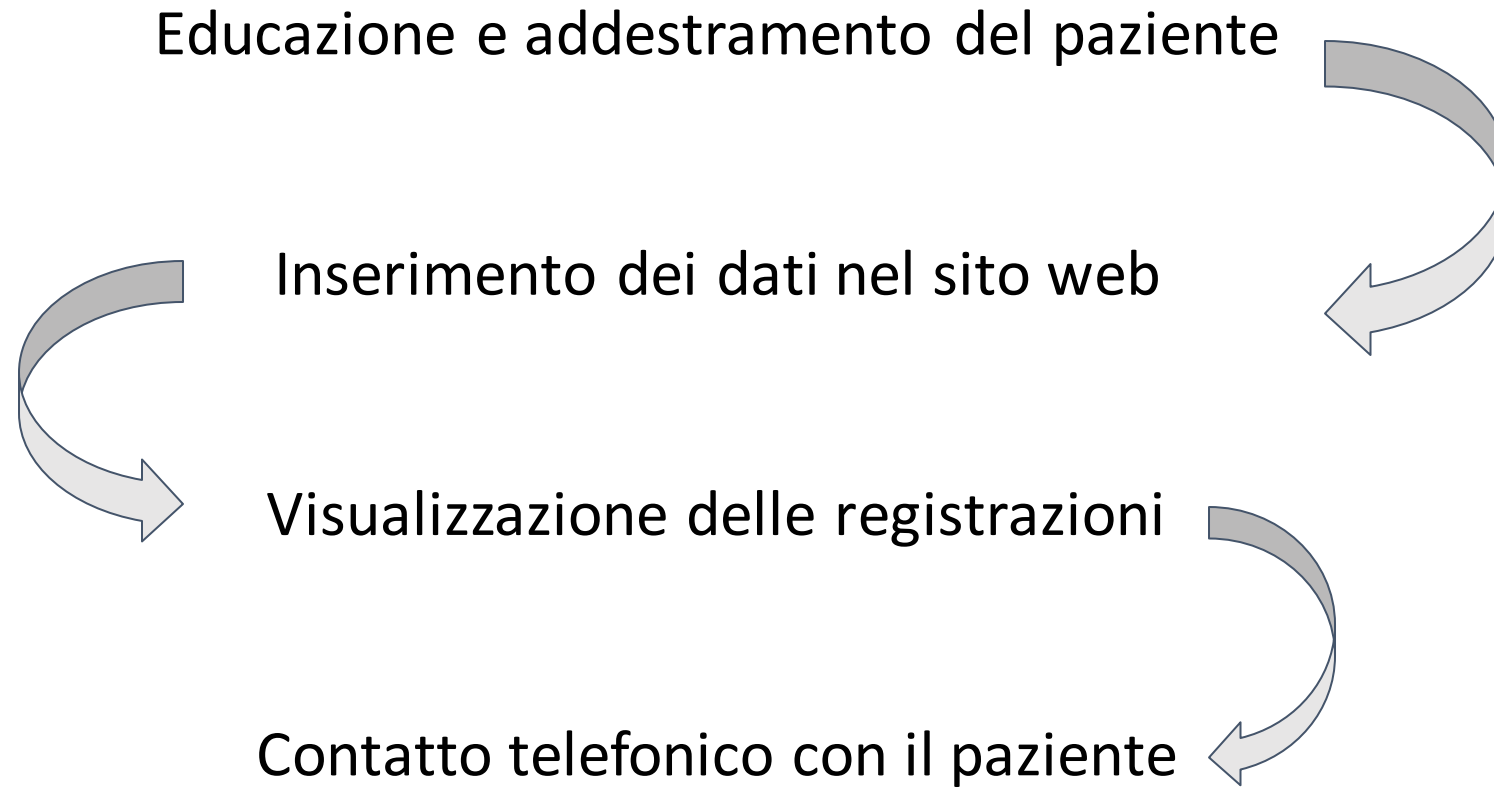 Educazione e addestramento del paziente
Inserimento dei dati nel sito web
Visualizzazione delle registrazioni
Contatto telefonico con il paziente